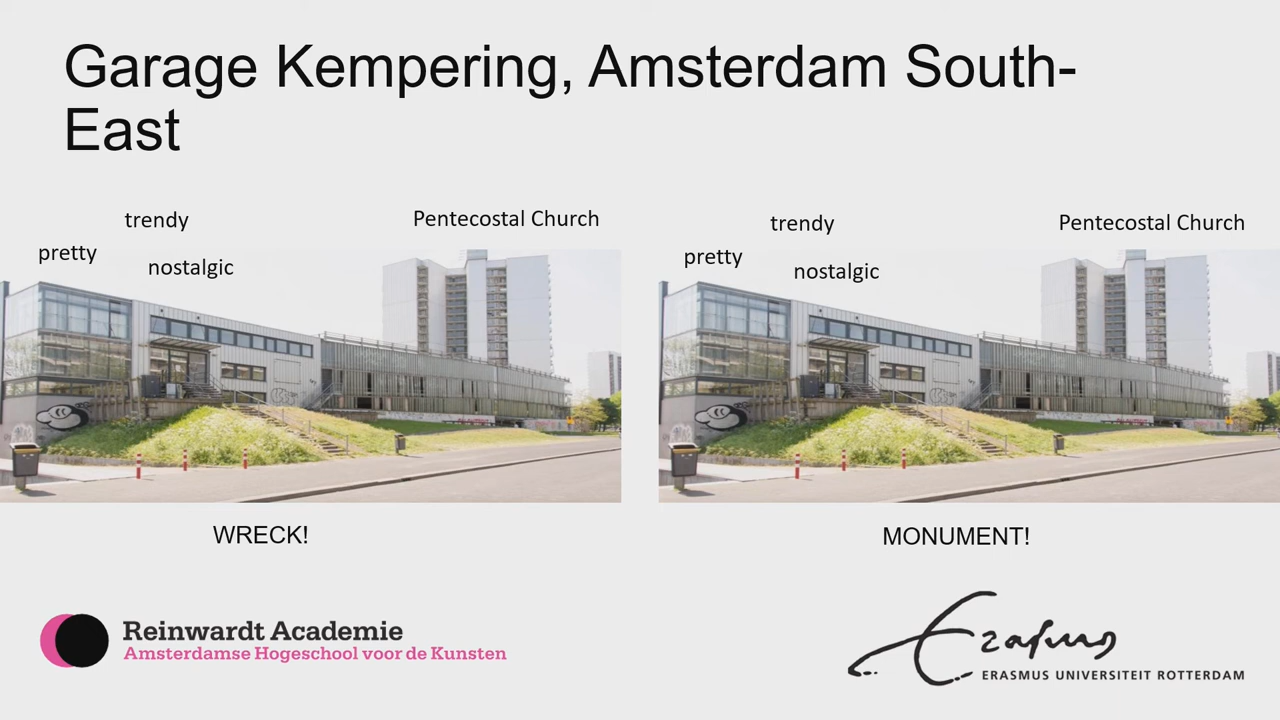 Garage Kempering, Amsterdam South-
East
trendy
Pentecostal Church
pretty
nostalgic
trendy
Pentecostal Church
pretty
nostalgic
WRECK!
MONUMENT!
Reinwardt Academie
Amsterdamse Hogeschool voor de Kunsten
Erasmus
ERASMUS UNIVERSITEIT ROTTERDAM